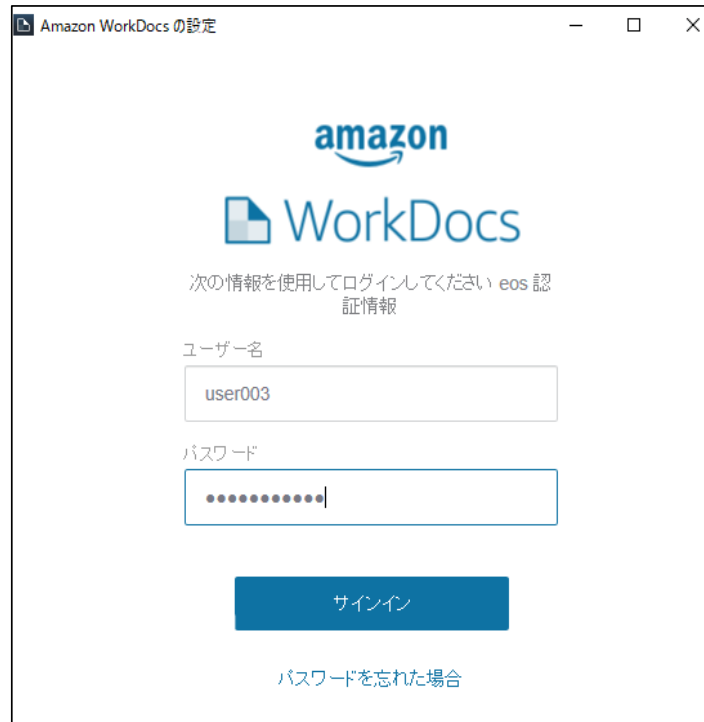 Amazon WorkDocs の設定
amazon
WorkDocs
次の情報を使用してログインしてください eos 認
証情報
ユーザー名
user003
パスワード
●●●●●●●●●●●
サインイン
パスワードを忘れた場合